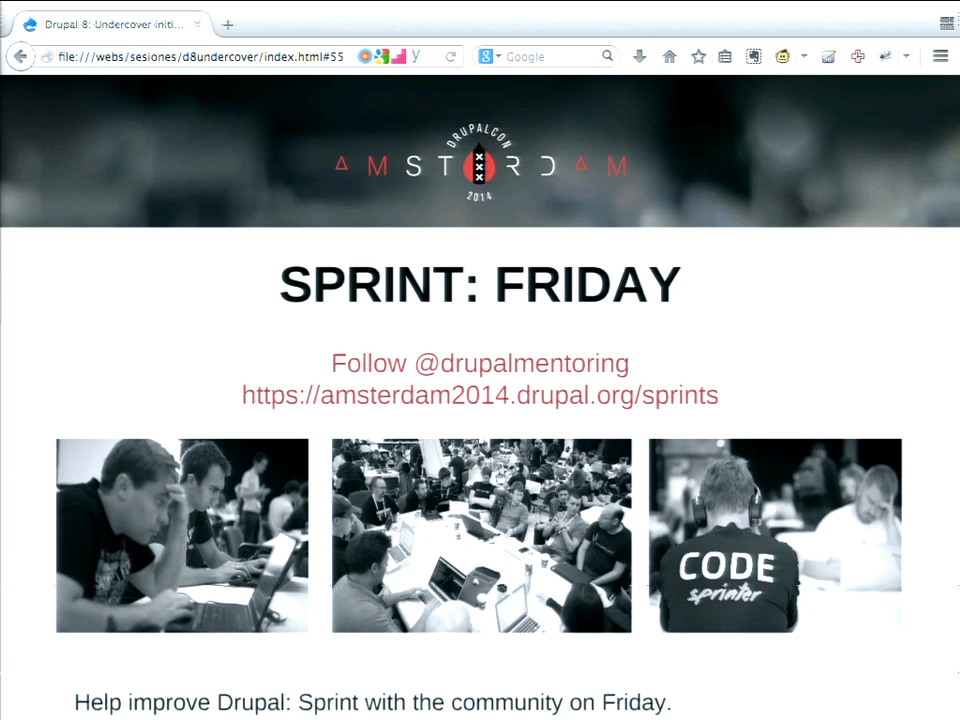 Drupal 8: Undercover initi...
file:///webs/sesiones/d8undercover/index.html#55
Google
DRUPALCON
AMSTERDAM
2014
SPRINT: FRIDAY
Follow @drupalmentoring
https://amsterdam2014.drupal.org/sprints
CODE
sprinter
Help improve Drupal: Sprint with the community on Friday.